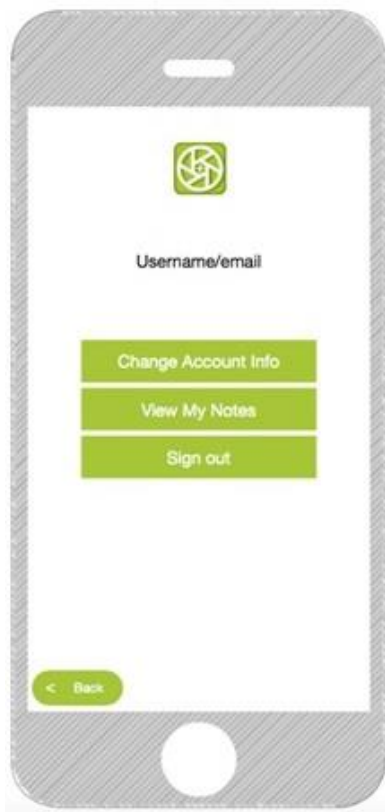 Username/email
Change Account Info
View My Notes
Sign out
< Back